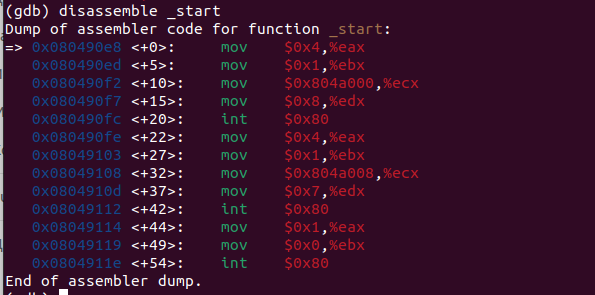 (gdb) disassemble _start
Dump of assembler code for function _start:
=> 0x080490e8 <+0>:     mov    $0x4,%eax
   0x080490ed <+5>:     mov    $0x1,%ebx
   0x080490f2 <+10>:    mov    $0x804a000,%ecx
   0x080490f7 <+15>:    mov    $0x8,%edx
   0x080490fc <+20>:    int    $0x80
   0x080490fe <+22>:    mov    $0x4,%eax
   0x08049103 <+27>:    mov    $0x1,%ebx
   0x08049108 <+32>:    mov    $0x804a008,%ecx
   0x0804910d <+37>:    mov    $0x7,%edx
   0x08049112 <+42>:    int    $0x80
   0x08049114 <+44>:    mov    $0x1,%eax
   0x08049119 <+49>:    mov    $0x0,%ebx
   0x0804911e <+54>:    int    $0x80
End of assembler dump.
(gdb)